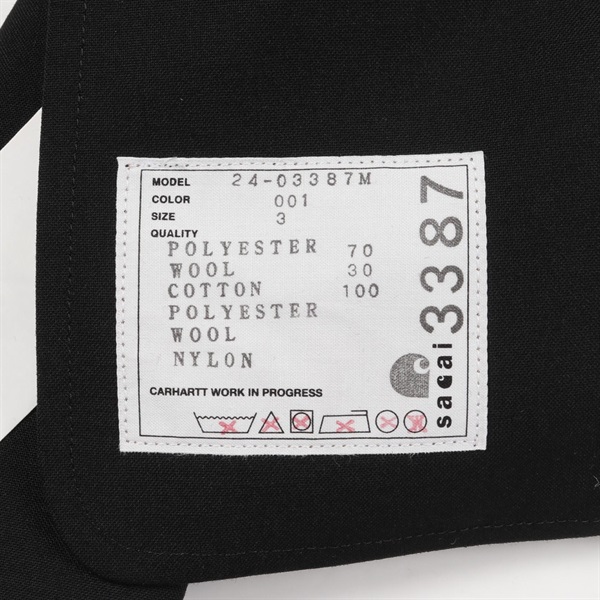 MODEL 24-03387M
COLOR 001
SIZE 3
QUALITY
POLYESTER 70
WOOL 30
COTTON 100
POLYESTER
WOOL
NYLON
CARHARTT WORK IN PROGRESS
3387
sacai